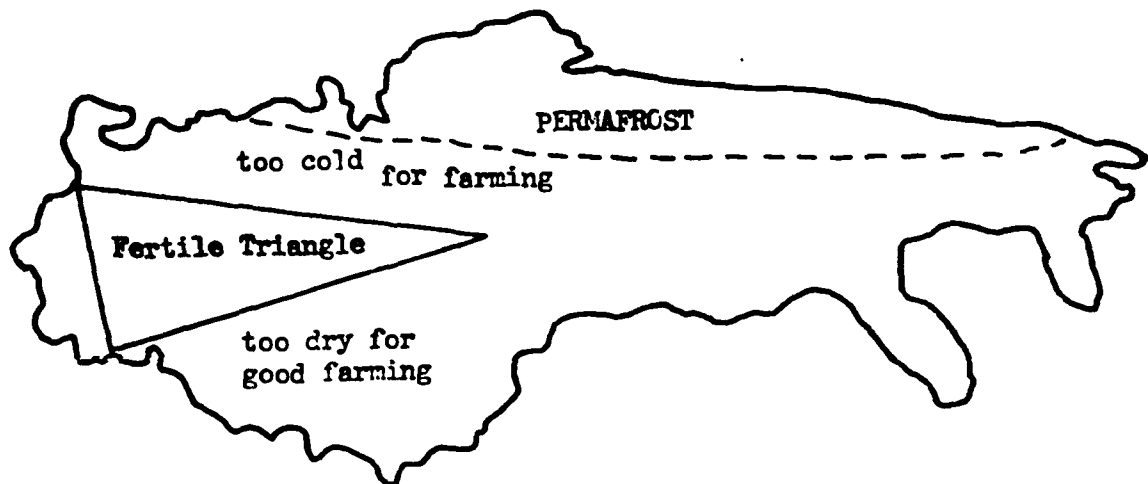 PERMAFROST
too cold for farming
Fertile Triangle
too dry for
good farming